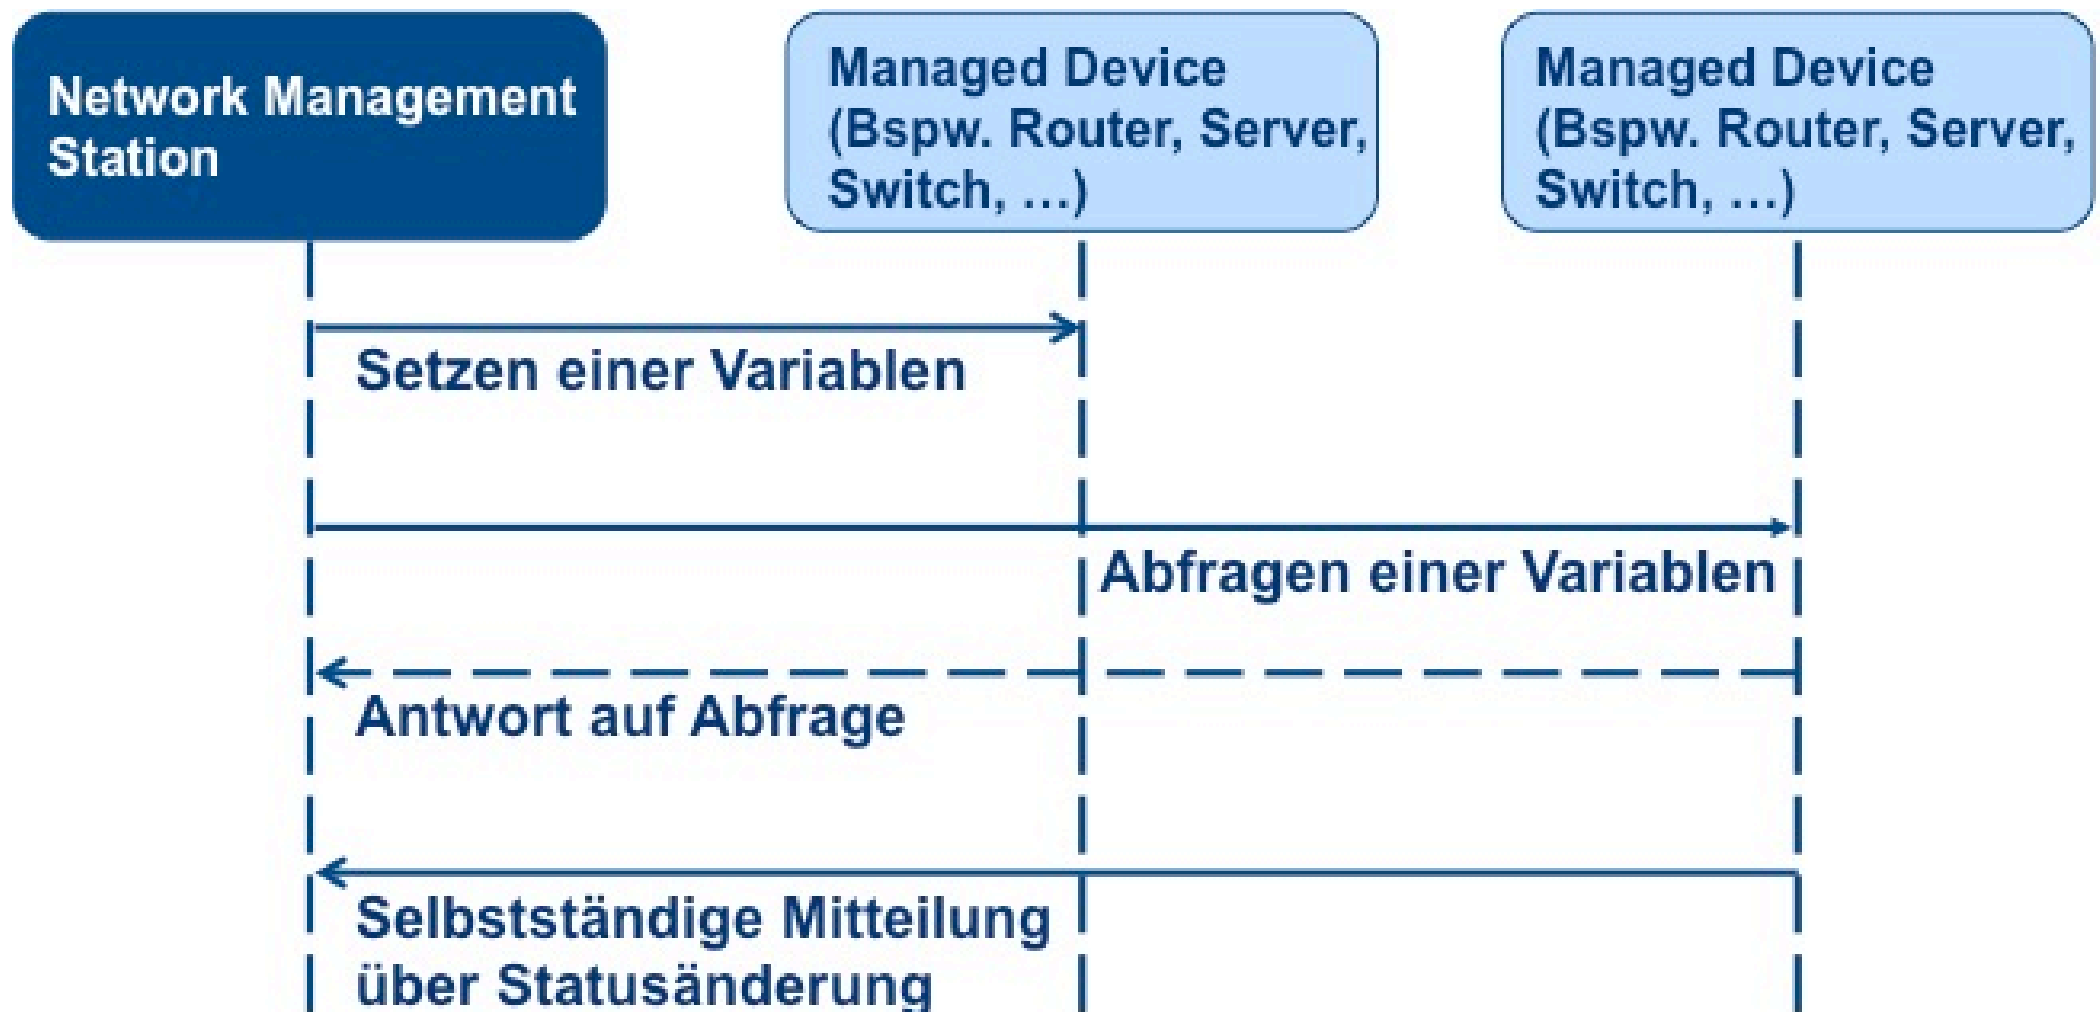 Network Management
Station
Managed Device
(Bspw. Router, Server,
Switch, ...)
Managed Device
(Bspw. Router, Server,
Switch, ...)
Setzen einer Variablen
Abfragen einer Variablen
Antwort auf Abfrage
Selbstständige Mitteilung
über Statusänderung